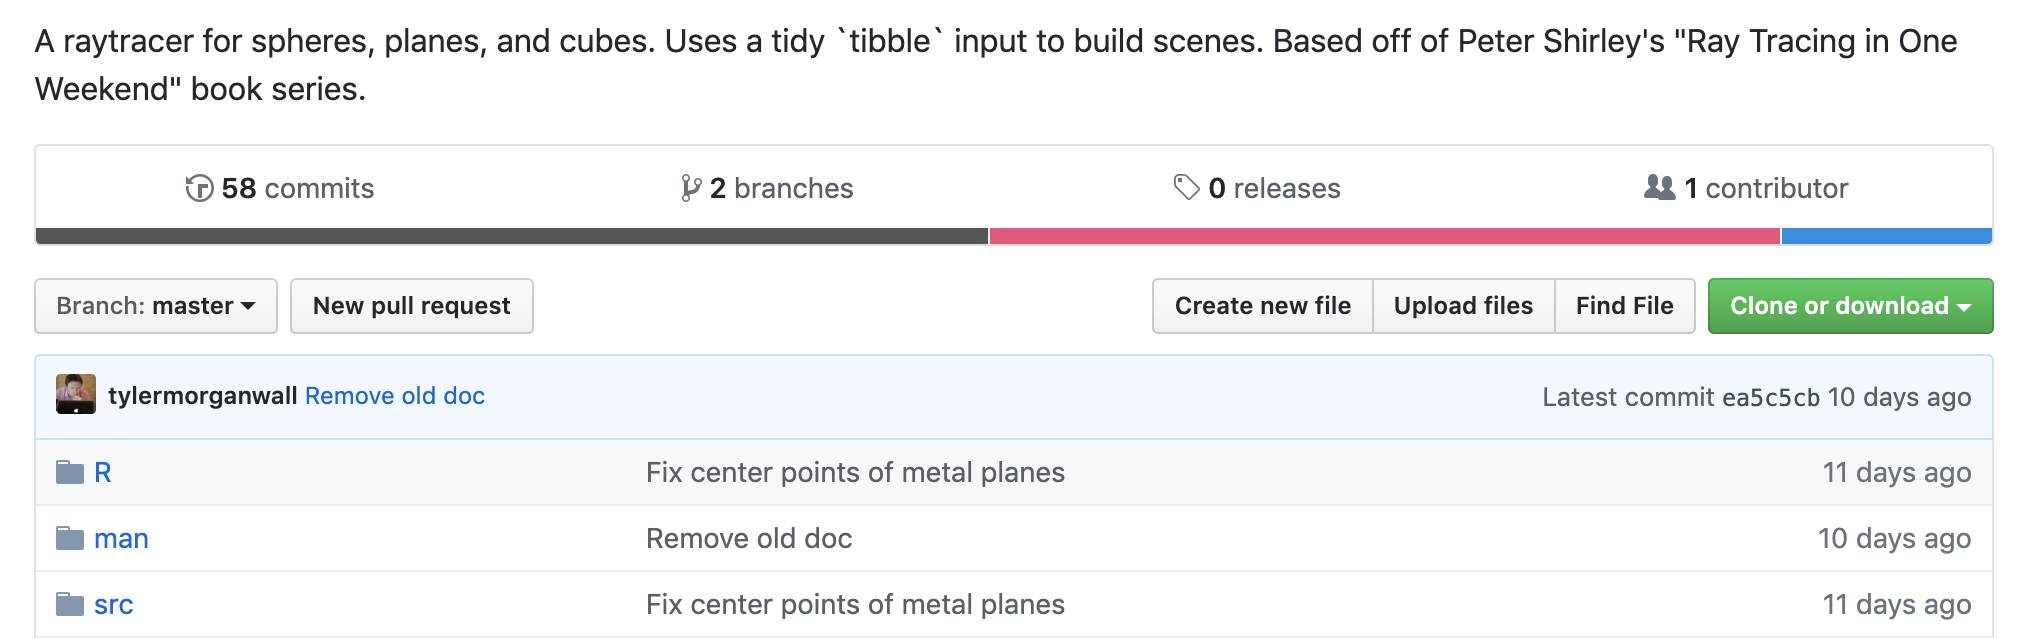 A raytracer for spheres, planes, and cubes. Uses a tidy `tibble` input to build scenes. Based off of Peter Shirley's "Ray Tracing in One
Weekend" book series.
58 commits 2 branches 0 releases 1 contributor
Branch: master New pull request Create new file Upload files Find File Clone or download
tylermorganwall Remove old doc Latest commit ea5c5cb 10 days ago
R Fix center points of metal planes 11 days ago
man Remove old doc 10 days ago
src Fix center points of metal planes 11 days ago